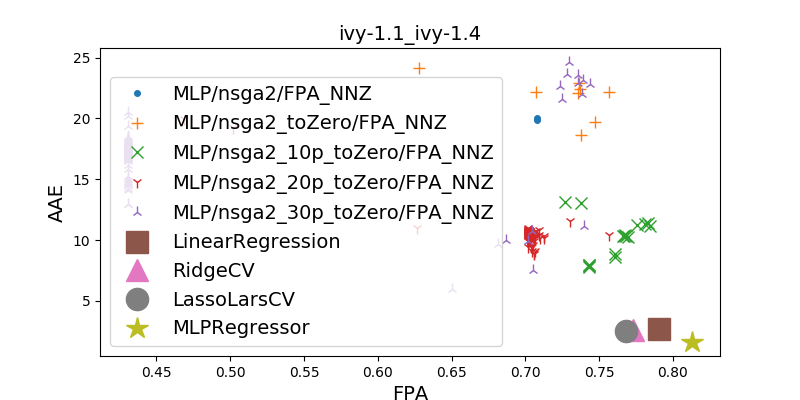 ivy-1.1_ivy-1.4
25
20
15
10
5
AAE
MLP/nsga2/FPA_NNZ
MLP/nsga2_toZero/FPA_NNZ
MLP/nsga2_10p_toZero/FPA_NNZ
MLP/nsga2_20p_toZero/FPA_NNZ
MLP/nsga2_30p_toZero/FPA_NNZ
LinearRegression
RidgeCV
LassoLarsCV
MLPRegressor
0.45 0.50 0.55 0.60 0.65 0.70 0.75 0.80
FPA